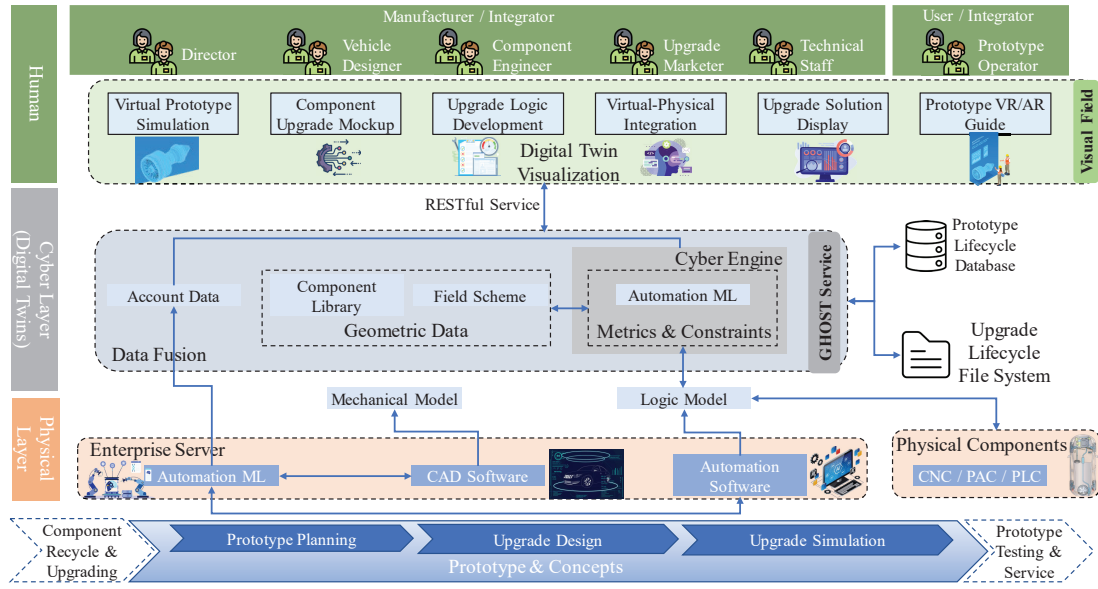 Manufacturer / Integrator
User / Integrator
Director
Vehicle
Designer
Component
Engineer
Upgrade
Marketer
Technical
Staff
Prototype
Operator
Human
Virtual Prototype
Simulation
Component
Upgrade Mockup
Upgrade Logic
Development
Virtual-Physical
Integration
Upgrade Solution
Display
Prototype VR/AR
Guide
Digital Twin
Visualization
Visual Field
RESTful Service
Cyber Layer
(Digital Twins)
Cyber Engine
Account Data
Component
Library
Field Scheme
Automation ML
Geometric Data
Metrics & Constraints
Data Fusion
GHOST Service
Prototype
Lifecycle
Database
Upgrade
Lifecycle
File System
Mechanical Model
Logic Model
Physical
Layer
Enterprise Server
Automation ML
CAD Software
Automation
Software
Physical Components
CNC / PAC / PLC
Component
Recycle &
Upgrading
Prototype Planning
Upgrade Design
Upgrade Simulation
Prototype & Concepts
Prototype
Testing &
Service